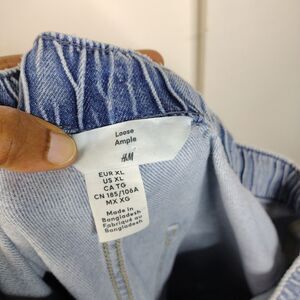 Loose
Ample
H&M
EUR XL
US XL
CA TG
CN 185/106A
MX XG
Made in
Bangladesh
Fabriqué au
Bangladesh